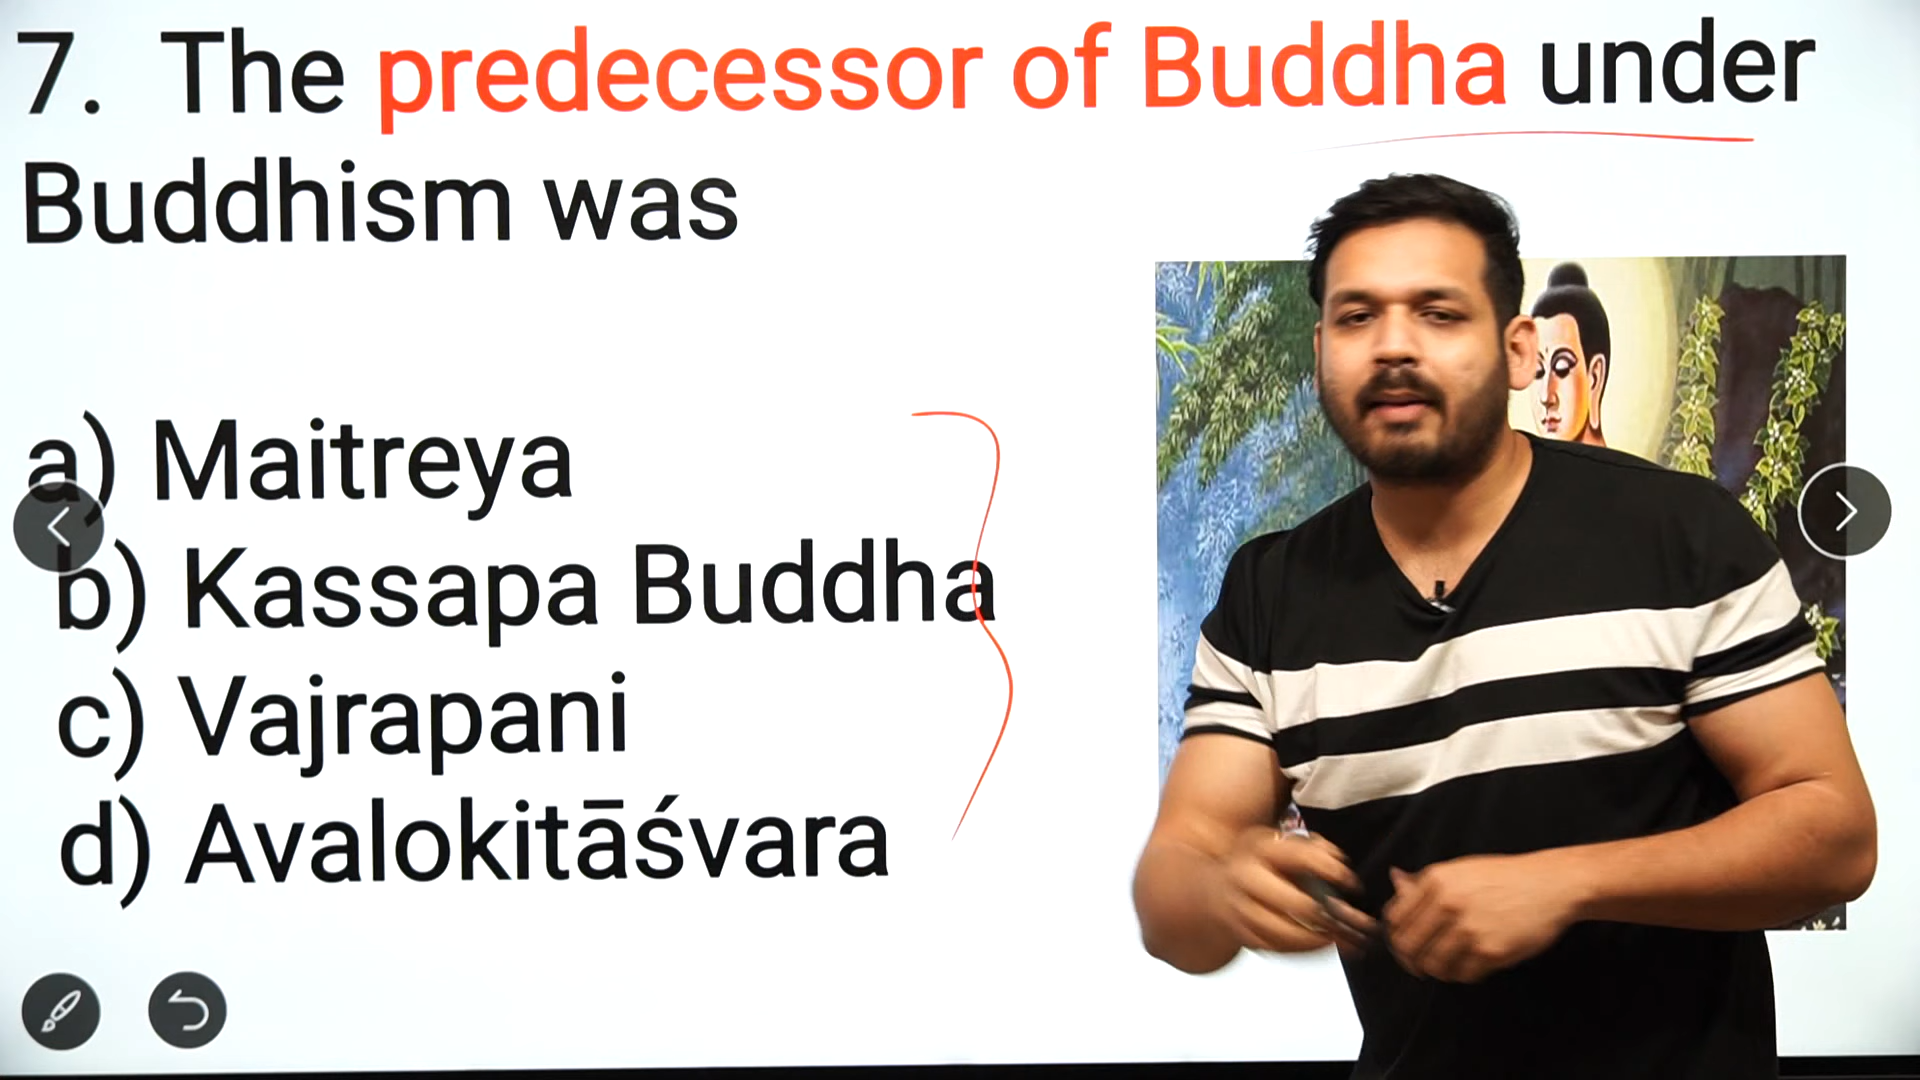 7. The predecessor of Buddha under
Buddhism was
a) Maitreya
b) Kassapa Buddha
c) Vajrapani
d) Avalokitāśvara